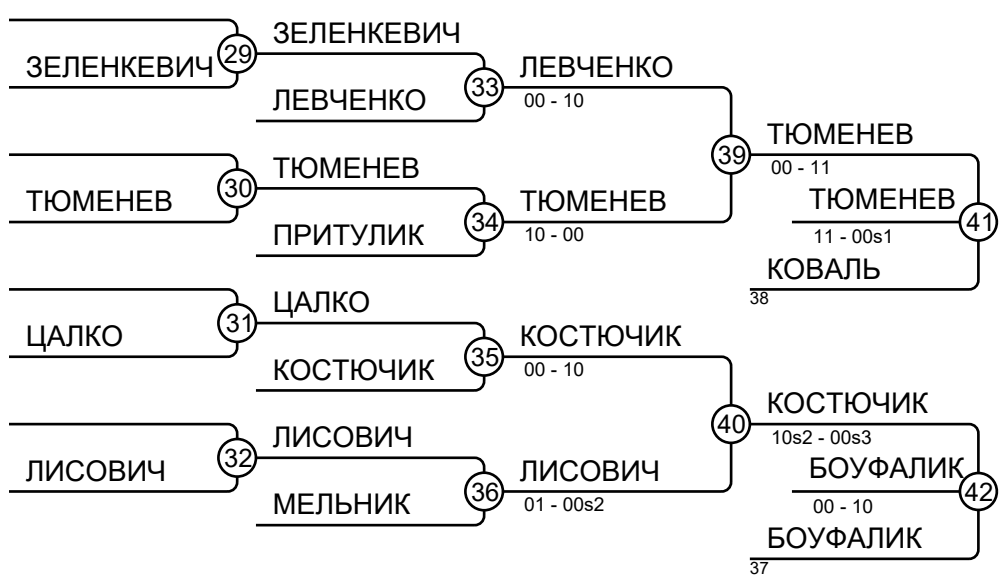 29
ЗЕЛЕНКЕВИЧ
ЗЕЛЕНКЕВИЧ
ЛЕВЧЕНКО
33
ЛЕВЧЕНКО
00 - 10
30
ТЮМЕНЕВ
ТЮМЕНЕВ
ПРИТУЛИК
34
ТЮМЕНЕВ
10 - 00
39
ТЮМЕНЕВ
00 - 11
ТЮМЕНЕВ
11 - 00s1
41
КОВАЛЬ
38
31
ЦАЛКО
ЦАЛКО
КОСТЮЧИК
35
КОСТЮЧИК
00 - 10
32
ЛИСОВИЧ
ЛИСОВИЧ
МЕЛЬНИК
36
ЛИСОВИЧ
01 - 00s2
40
КОСТЮЧИК
10s2 - 00s3
БОУФАЛИК
00 - 10
42
БОУФАЛИК
37